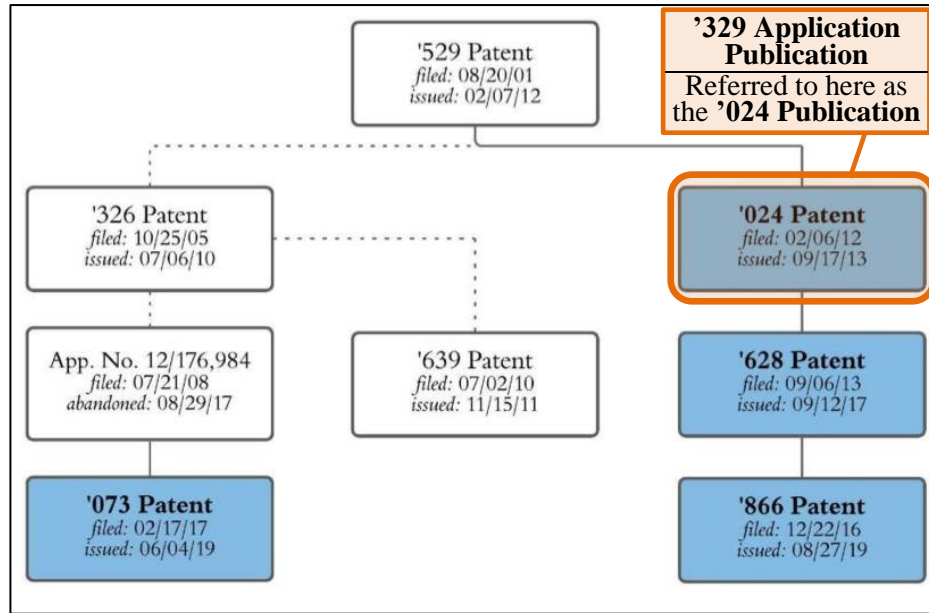 '529 Patent
filed: 08/20/01
issued: 02/07/12
’329 Application
Publication
Referred to here as
the ’024 Publication
'326 Patent
filed: 10/25/05
issued: 07/06/10
'024 Patent
filed: 02/06/12
issued: 09/17/13
App. No. 12/176,984
filed: 07/21/08
abandoned: 08/29/17
'639 Patent
filed: 07/02/10
issued: 11/15/11
'628 Patent
filed: 09/06/13
issued: 09/12/17
'073 Patent
filed: 02/17/17
issued: 06/04/19
'866 Patent
filed: 12/22/16
issued: 08/27/19